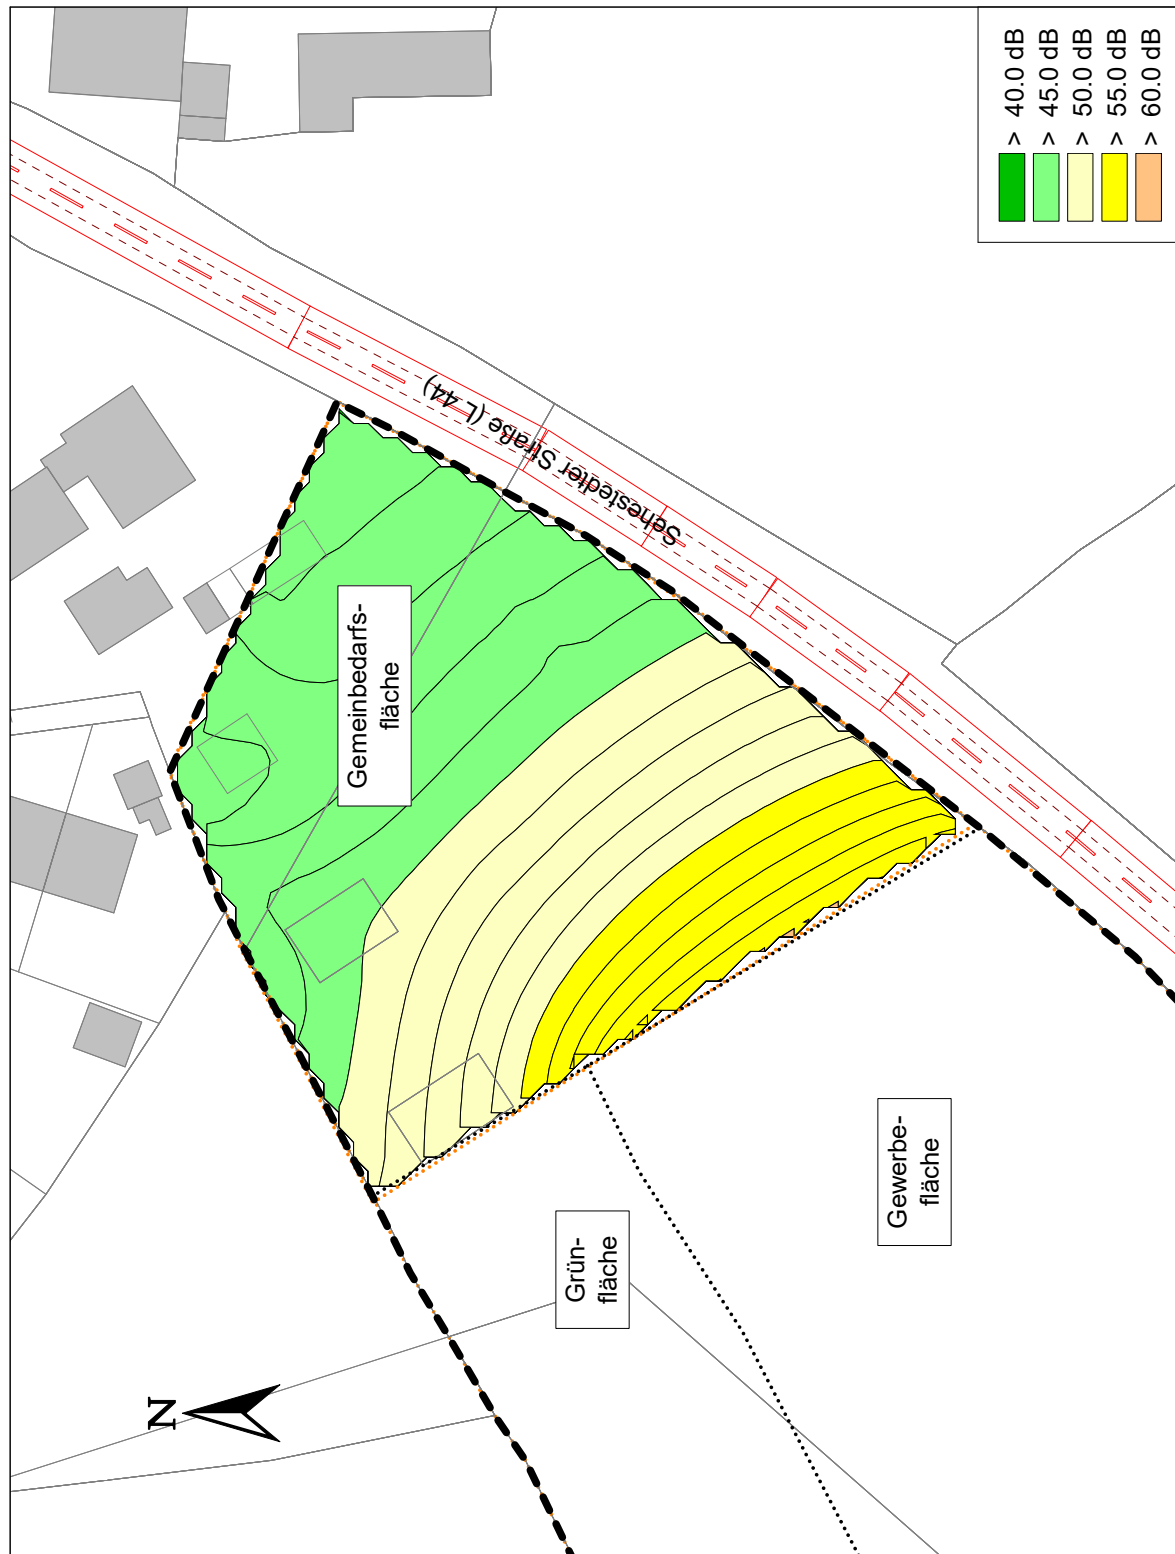 > 40.0 dB
> 45.0 dB
> 50.0 dB
> 55.0 dB
> 60.0 dB
Sehestedter Straße (L 44)
Gemeinbedarfs-
fläche
Grün-
fläche
Gewerbe-
fläche
N